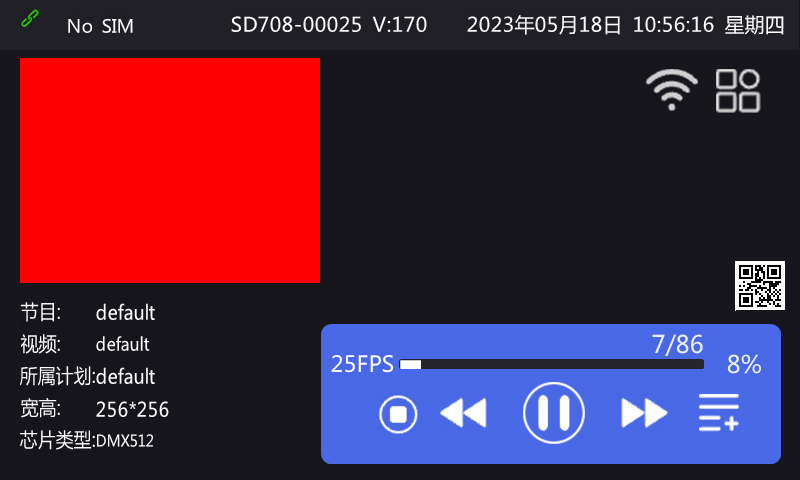 No SIM SD708-00025 V:170 2023年05月18日 10:56:16 星期四
节目: default
视频: default
所属计划:default
宽高: 256*256
芯片类型:DMX512
7/86
25FPS 8%